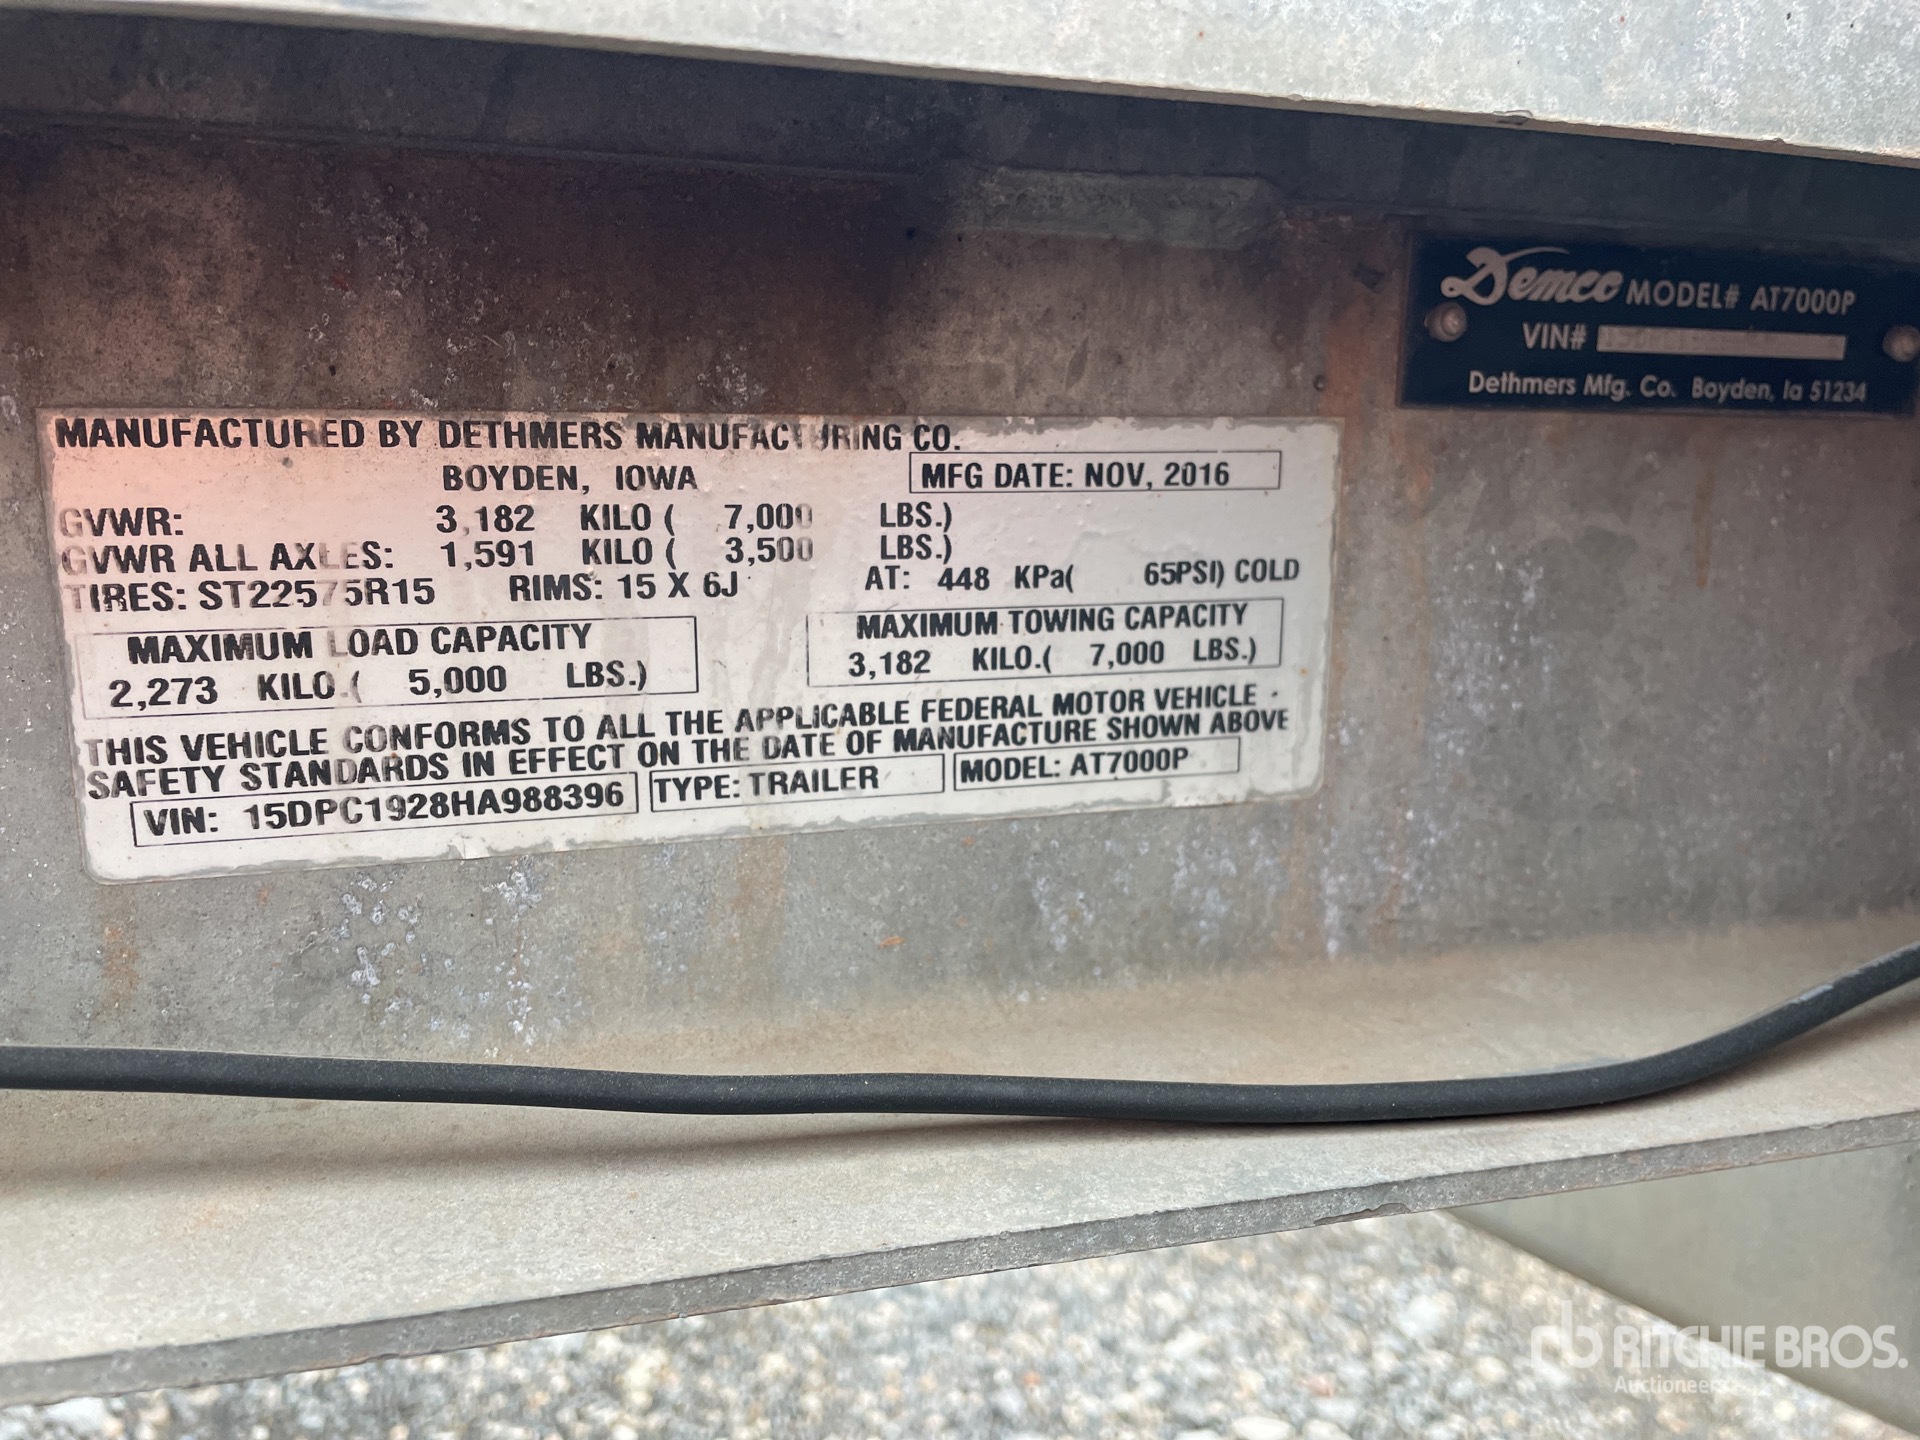 Demco MODEL# AT7000P
VIN#
Dethmers Mfg. Co. Boyden, Ia 51234
MANUFACTURED BY DETHMERS MANUFACTURING CO.
BOYDEN, IOWA MFG DATE: NOV, 2016
GVWR: 3,182 KILO ( 7,000 LBS.)
GVWR ALL AXLES: 1,591 KILO ( 3,500 LBS.)
TIRES: ST22575R15 RIMS: 15 X 6J AT: 448 KPa( 65PSI) COLD
MAXIMUM LOAD CAPACITY
2,273 KILO.( 5,000 LBS.)
MAXIMUM TOWING CAPACITY
3,182 KILO.( 7,000 LBS.)
THIS VEHICLE CONFORMS TO ALL THE APPLICABLE FEDERAL MOTOR VEHICLE
SAFETY STANDARDS IN EFFECT ON THE DATE OF MANUFACTURE SHOWN ABOVE
VIN: 15DPC1928HA988396 TYPE: TRAILER MODEL: AT7000P
rb RITCHIE BROS.
Auctioneers